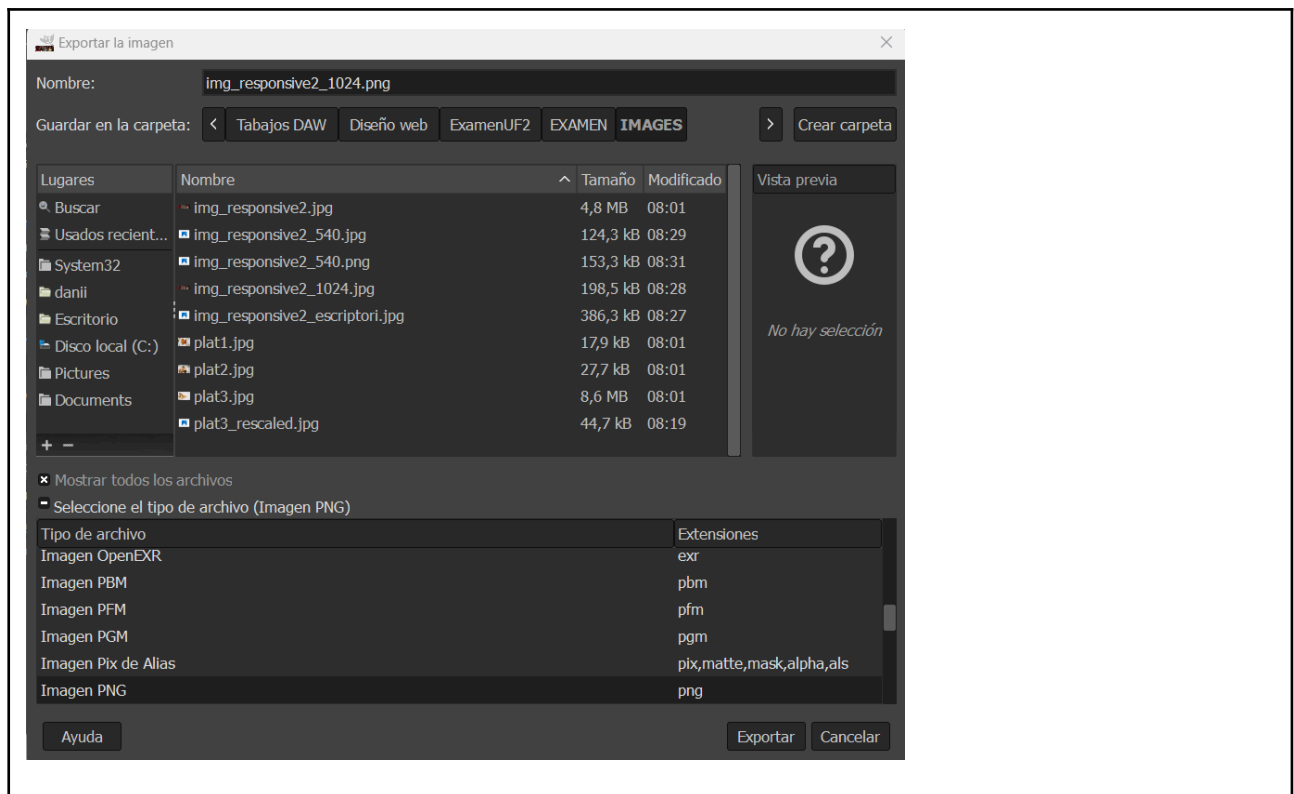 Exportar la imagen
Nombre: img_responsive2_1024.png
Guardar en la carpeta: < Tabajos DAW Diseño web ExamenUF2 EXAMEN IMAGES > Crear carpeta
Lugares Nombre Tamaño Modificado Vista previa
Buscar img_responsive2.jpg 4,8 MB 08:01
Usados recient... img_responsive2_540.jpg 124,3 kB 08:29
System32 img_responsive2_540.png 153,3 kB 08:31
danii img_responsive2_1024.jpg 198,5 kB 08:28
Escritorio img_responsive2_escriptori.jpg 386,3 kB 08:27
No hay selección
Disco local (C:) plat1.jpg 17,9 kB 08:01
Pictures plat2.jpg 27,7 kB 08:01
Documents plat3.jpg 8,6 MB 08:01
plat3_rescaled.jpg 44,7 kB 08:19
+ −
Mostrar todos los archivos
Seleccione el tipo de archivo (Imagen PNG)
Tipo de archivo Extensiones
Imagen OpenEXR exr
Imagen PBM pbm
Imagen PFM pfm
Imagen PGM pgm
Imagen Pix de Alias pix,matte,mask,alpha,als
Imagen PNG png
Ayuda Exportar Cancelar